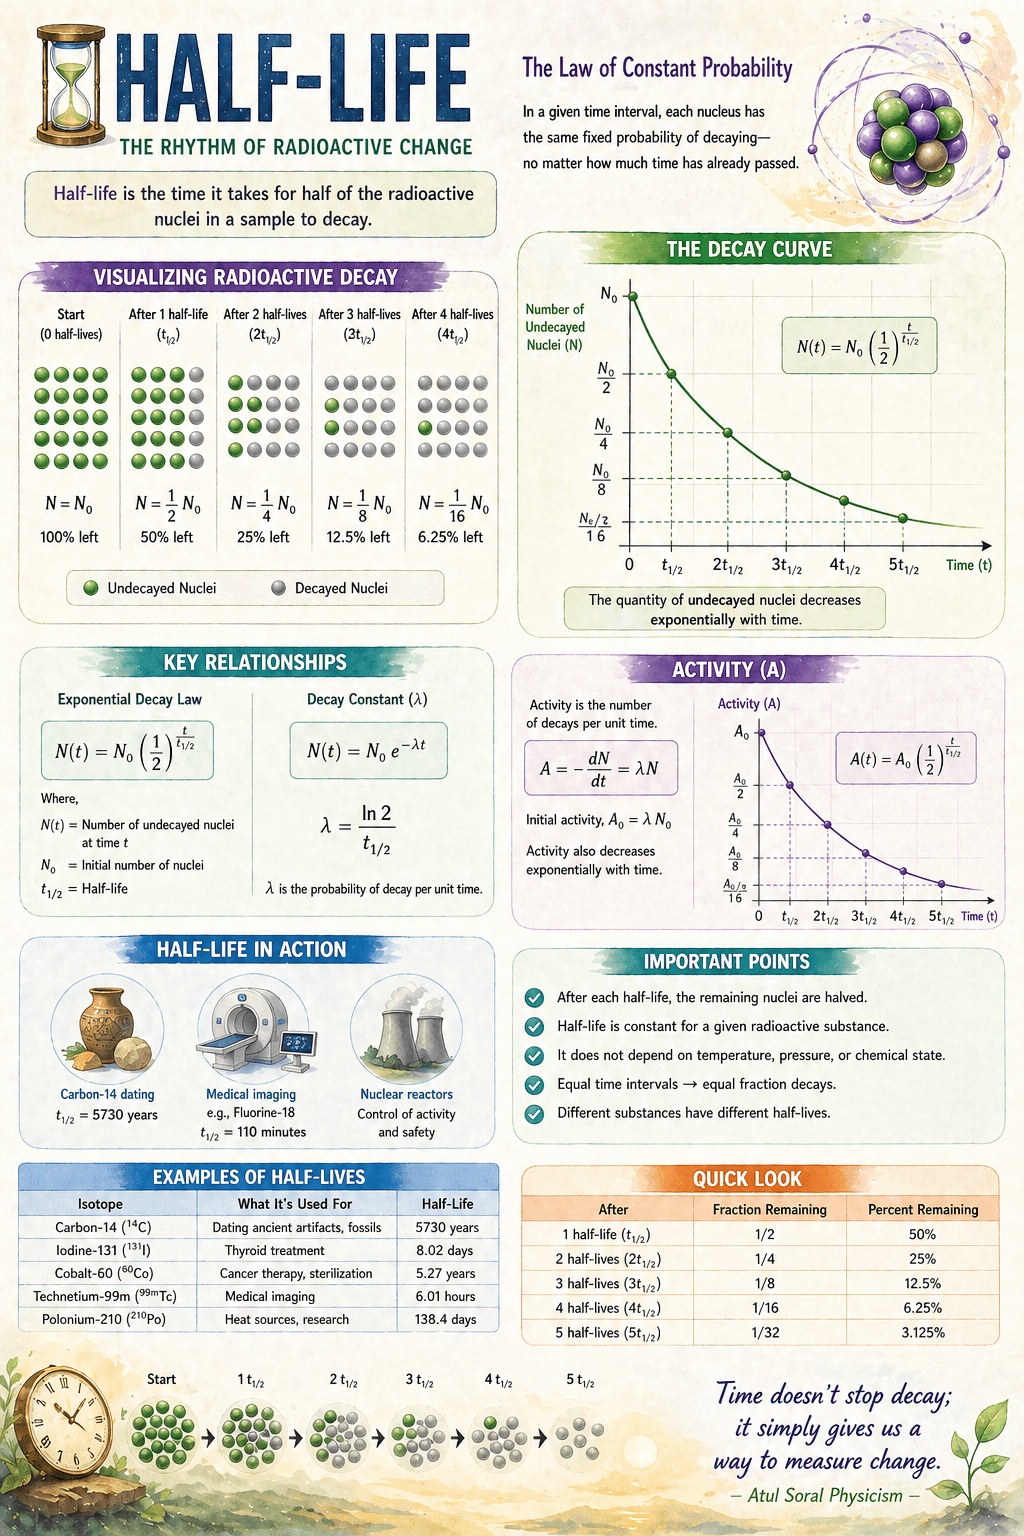 HALF-LIFE
THE RHYTHM OF RADIOACTIVE CHANGE
Half-life is the time it takes for half of the radioactive
nuclei in a sample to decay.
The Law of Constant Probability
In a given time interval, each nucleus has
the same fixed probability of decaying—
no matter how much time has already passed.
VISUALIZING RADIOACTIVE DECAY
Start
(0 half-lives)
After 1 half-life
(t₁/₂)
After 2 half-lives
(2t₁/₂)
After 3 half-lives
(3t₁/₂)
After 4 half-lives
(4t₁/₂)
N = N₀
100% left
N = 1/2 N₀
50% left
N = 1/4 N₀
25% left
N = 1/8 N₀
12.5% left
N = 1/16 N₀
6.25% left
Undecayed Nuclei
Decayed Nuclei
THE DECAY CURVE
Number of
Undecayed
Nuclei (N)
N₀
N₀/2
N₀/4
N₀/8
Nₑ/2/16
N(t) = N₀ (1/2)^(t/t₁/₂)
0 t₁/₂ 2t₁/₂ 3t₁/₂ 4t₁/₂ 5t₁/₂ Time (t)
The quantity of undecayed nuclei decreases
exponentially with time.
KEY RELATIONSHIPS
Exponential Decay Law
N(t) = N₀ (1/2)^(t/t₁/₂)
Where,
N(t) = Number of undecayed nuclei
at time t
N₀ = Initial number of nuclei
t₁/₂ = Half-life
Decay Constant (λ)
N(t) = N₀ e^(−λt)
λ = ln 2 / t₁/₂
λ is the probability of decay per unit time.
ACTIVITY (A)
Activity is the number
of decays per unit time.
A = − dN/dt = λN
Initial activity, A₀ = λ N₀
Activity also decreases
exponentially with time.
Activity (A)
A₀
A₀/2
A₀/4
A₀/8
A(t) = A₀ (1/2)^(t/t₁/₂)
0 t₁/₂ 2t₁/₂ 3t₁/₂ 4t₁/₂ 5t₁/₂ Time (t)
HALF-LIFE IN ACTION
Carbon-14 dating
t₁/₂ = 5730 years
Medical imaging
e.g., Fluorine-18
t₁/₂ = 110 minutes
Nuclear reactors
Control of activity
and safety
IMPORTANT POINTS
After each half-life, the remaining nuclei are halved.
Half-life is constant for a given radioactive substance.
It does not depend on temperature, pressure, or chemical state.
Equal time intervals → equal fraction decays.
Different substances have different half-lives.
EXAMPLES OF HALF-LIVES
Isotope What It's Used For Half-Life
Carbon-14 (¹⁴C) Dating ancient artifacts, fossils 5730 years
Iodine-131 (¹³¹I) Thyroid treatment 8.02 days
Cobalt-60 (⁶⁰Co) Cancer therapy, sterilization 5.27 years
Technetium-99m (⁹⁹ᵐTc) Medical imaging 6.01 hours
Polonium-210 (²¹⁰Po) Heat sources, research 138.4 days
QUICK LOOK
After Fraction Remaining Percent Remaining
1 half-life (t₁/₂) 1/2 50%
2 half-lives (2t₁/₂) 1/4 25%
3 half-lives (3t₁/₂) 1/8 12.5%
4 half-lives (4t₁/₂) 1/16 6.25%
5 half-lives (5t₁/₂) 1/32 3.125%
Start 1 t₁/₂ 2 t₁/₂ 3 t₁/₂ 4 t₁/₂ 5 t₁/₂
Time doesn't stop decay;
it simply gives us a
way to measure change.
– Atul Soral Physicism –